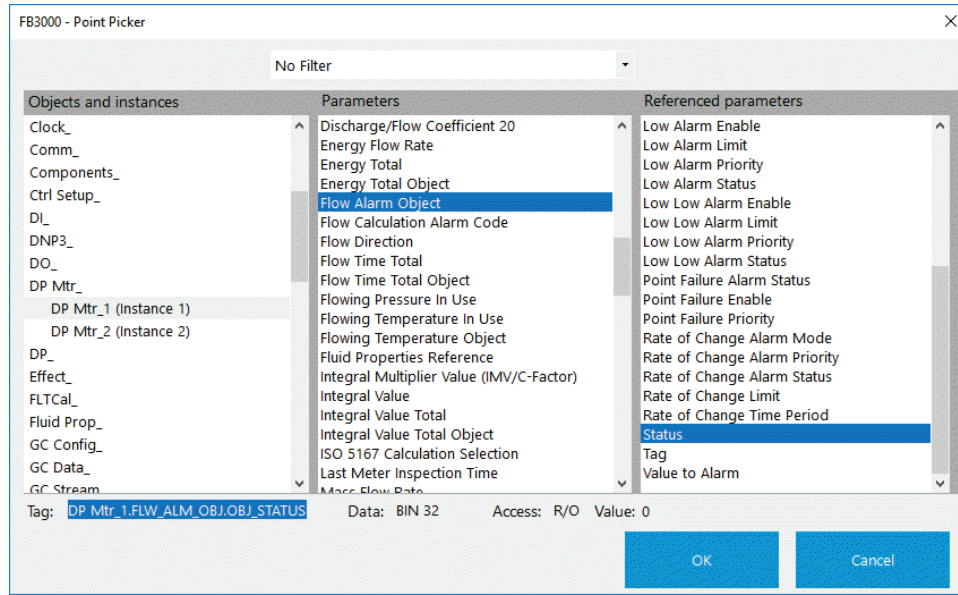 FB3000 - Point Picker
No Filter
Objects and instances
Clock_
Comm_
Components_
Ctrl Setup_
DI_
DNP3_
DO_
DP Mtr_
DP Mtr_1 (Instance 1)
DP Mtr_2 (Instance 2)
DP_
Effect_
FLTCal_
Fluid Prop_
GC Config_
GC Data_
GC Stream
Parameters
Discharge/Flow Coefficient 20
Energy Flow Rate
Energy Total
Energy Total Object
Flow Alarm Object
Flow Calculation Alarm Code
Flow Direction
Flow Time Total
Flow Time Total Object
Flowing Pressure In Use
Flowing Temperature In Use
Flowing Temperature Object
Fluid Properties Reference
Integral Multiplier Value (IMV/C-Factor)
Integral Value
Integral Value Total
Integral Value Total Object
ISO 5167 Calculation Selection
Last Meter Inspection Time
Mass Flow Rate
Referenced parameters
Low Alarm Enable
Low Alarm Limit
Low Alarm Priority
Low Alarm Status
Low Low Alarm Enable
Low Low Alarm Limit
Low Low Alarm Priority
Low Low Alarm Status
Point Failure Alarm Status
Point Failure Enable
Point Failure Priority
Rate of Change Alarm Mode
Rate of Change Alarm Priority
Rate of Change Alarm Status
Rate of Change Limit
Rate of Change Time Period
Status
Tag
Value to Alarm
Tag: DP Mtr_1.FLW_ALM_OBJ.OBJ_STATUS Data: BIN 32 Access: R/O Value: 0
OK Cancel